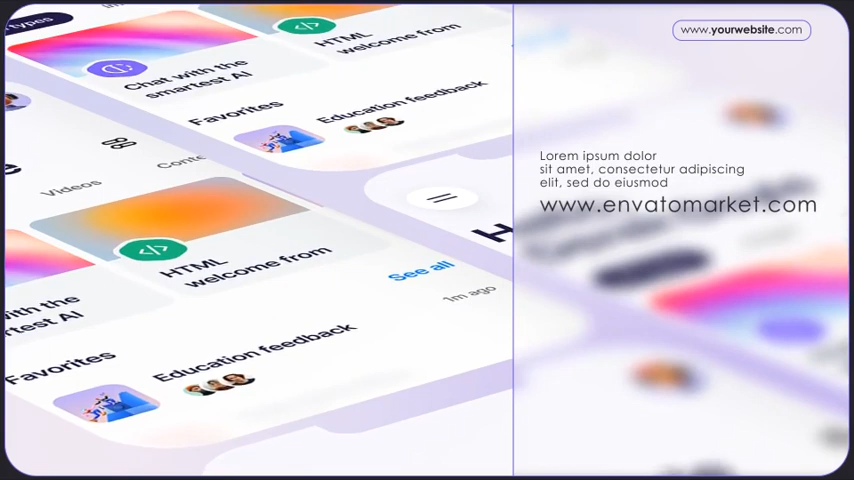 types
Chat with the
smartest AI
HTML
welcome from
Favorites
Education feedback
Videos
HTML
welcome from
See all
1m ago
with the
smartest AI
Favorites
Education feedback
www.yourwebsite.com
Lorem ipsum dolor
sit amet, consectetur adipiscing
elit, sed do eiusmod
www.envatomarket.com